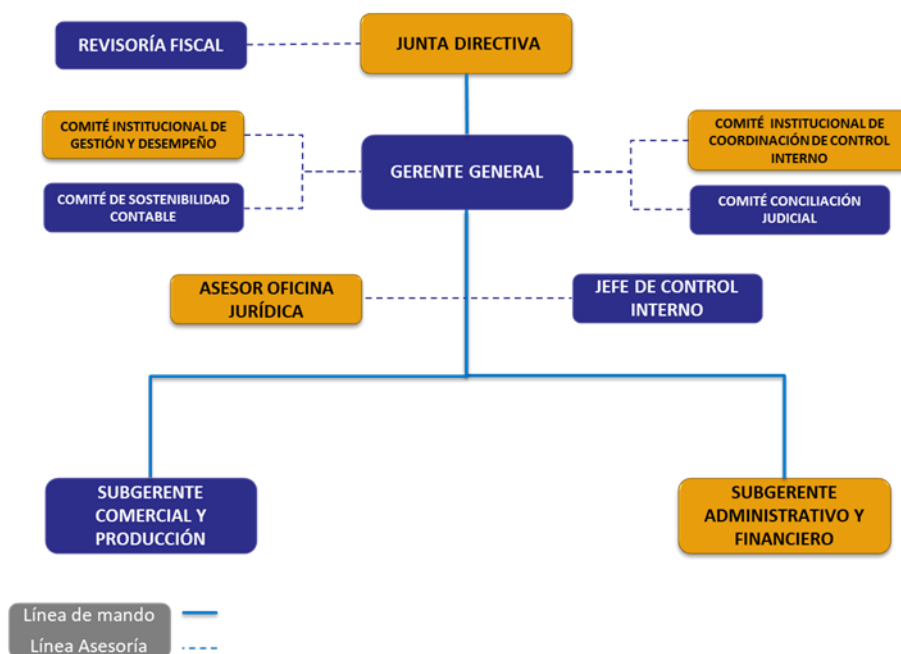 REVISORÍA FISCAL
JUNTA DIRECTIVA
COMITÉ INSTITUCIONAL DE
GESTIÓN Y DESEMPEÑO
COMITÉ INSTITUCIONAL DE
COORDINACIÓN DE CONTROL
INTERNO
GERENTE GENERAL
COMITÉ DE SOSTENIBILIDAD
CONTABLE
COMITÉ CONCILIACIÓN
JUDICIAL
ASESOR OFICINA
JURÍDICA
JEFE DE CONTROL
INTERNO
SUBGERENTE
COMERCIAL Y
PRODUCCIÓN
SUBGERENTE
ADMINISTRATIVO Y
FINANCIERO
Línea de mando
Línea Asesoría